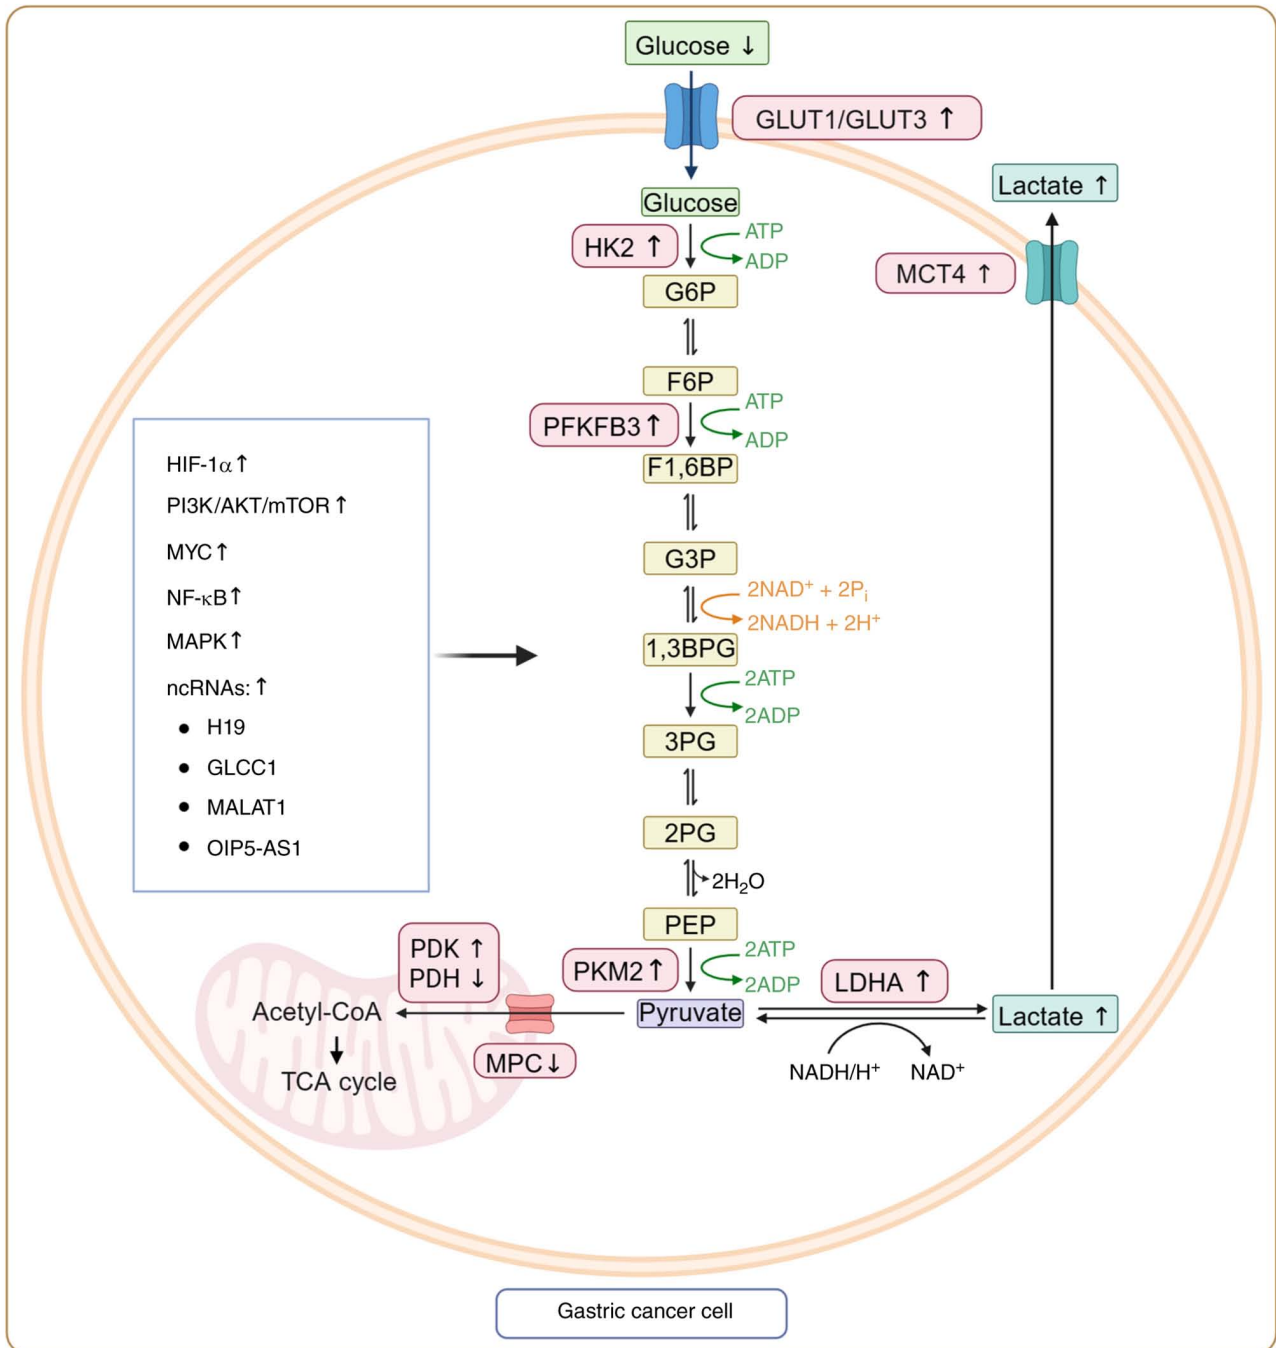 Glucose ↓
GLUT1/GLUT3 ↑
Lactate ↑
Glucose
HK2 ↑
ATP
ADP
MCT4 ↑
G6P
F6P
PFKFB3↑
ATP
ADP
F1,6BP
HIF-1α↑
PI3K/AKT/mTOR↑
MYC↑
NF-κB↑
MAPK↑
ncRNAs:↑
● H19
● GLCC1
● MALAT1
● OIP5-AS1
G3P
2NAD⁺ + 2Pᵢ
2NADH + 2H⁺
1,3BPG
2ATP
2ADP
3PG
2PG
2H₂O
PEP
PDK ↑
PDH ↓
PKM2↑
2ATP
2ADP
LDHA ↑
Acetyl-CoA
Pyruvate
Lactate ↑
MPC↓
NADH/H⁺
NAD⁺
TCA cycle
Gastric cancer cell